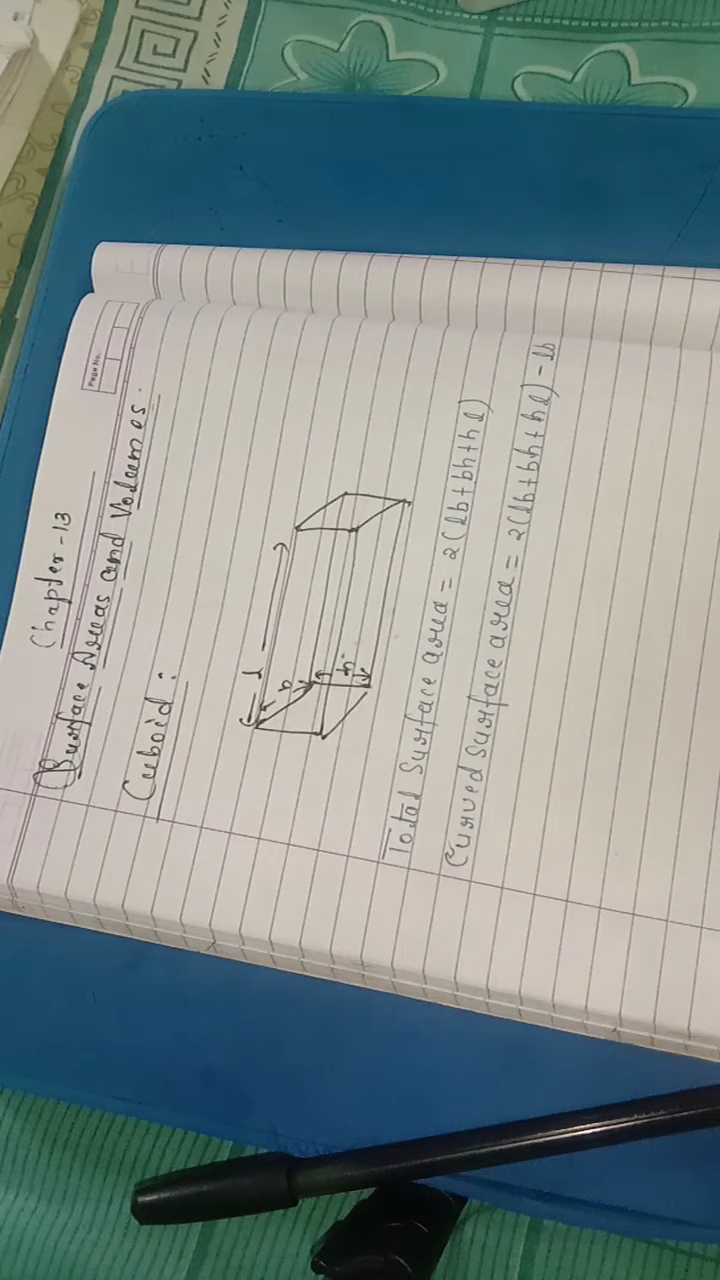 Page No.
Chapter-13
Surface Areas and Volumes.
Cuboid :
l
b
h
Total Surface area = 2(lb+bh+hl)
Curved Surface area = 2(lb+bh+hl) - lb